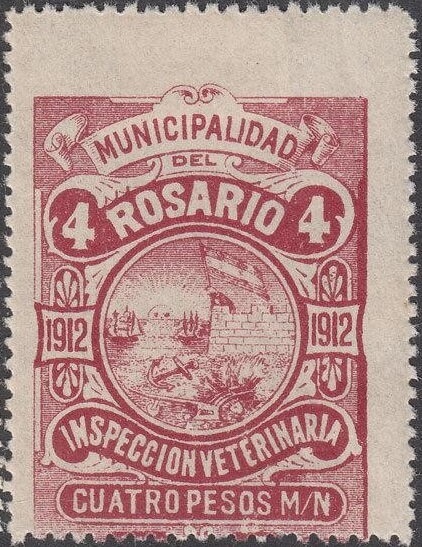 MUNICIPALIDAD
DEL
4 ROSARIO 4
1912 1912
INSPECCION VETERINARIA
CUATRO PESOS M/N